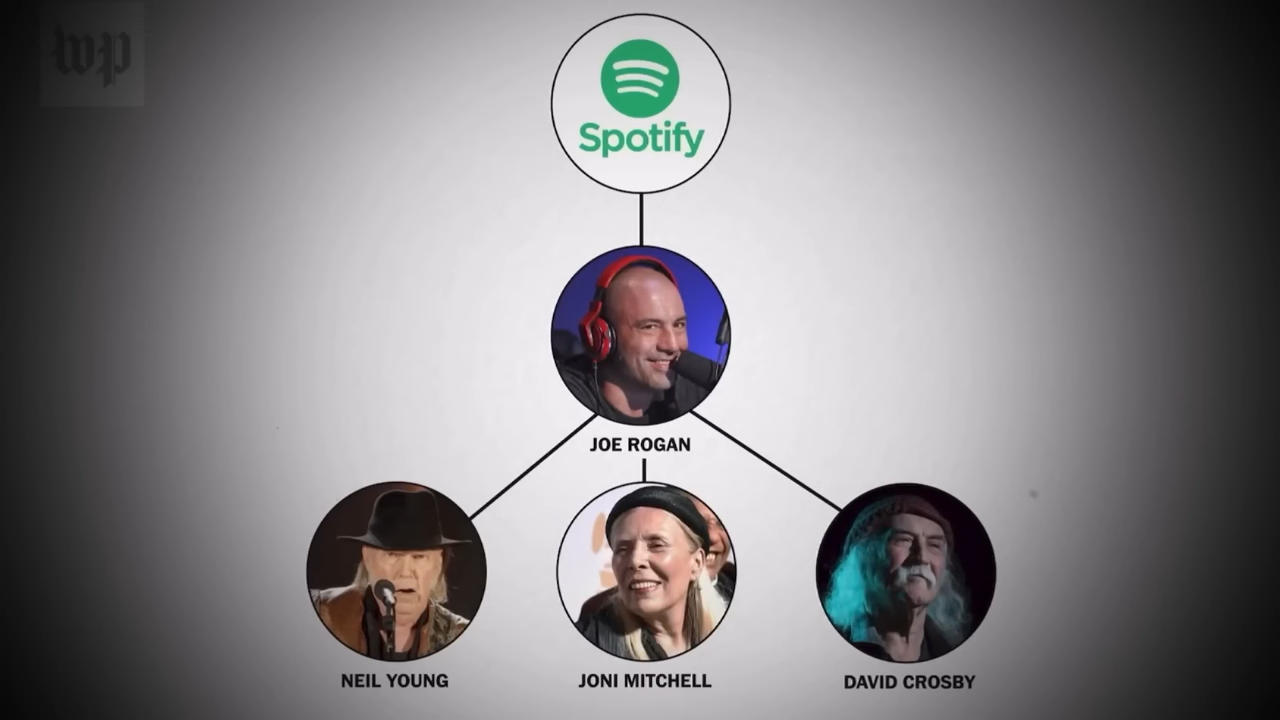 wp
Spotify
JOE ROGAN
NEIL YOUNG
JONI MITCHELL
DAVID CROSBY